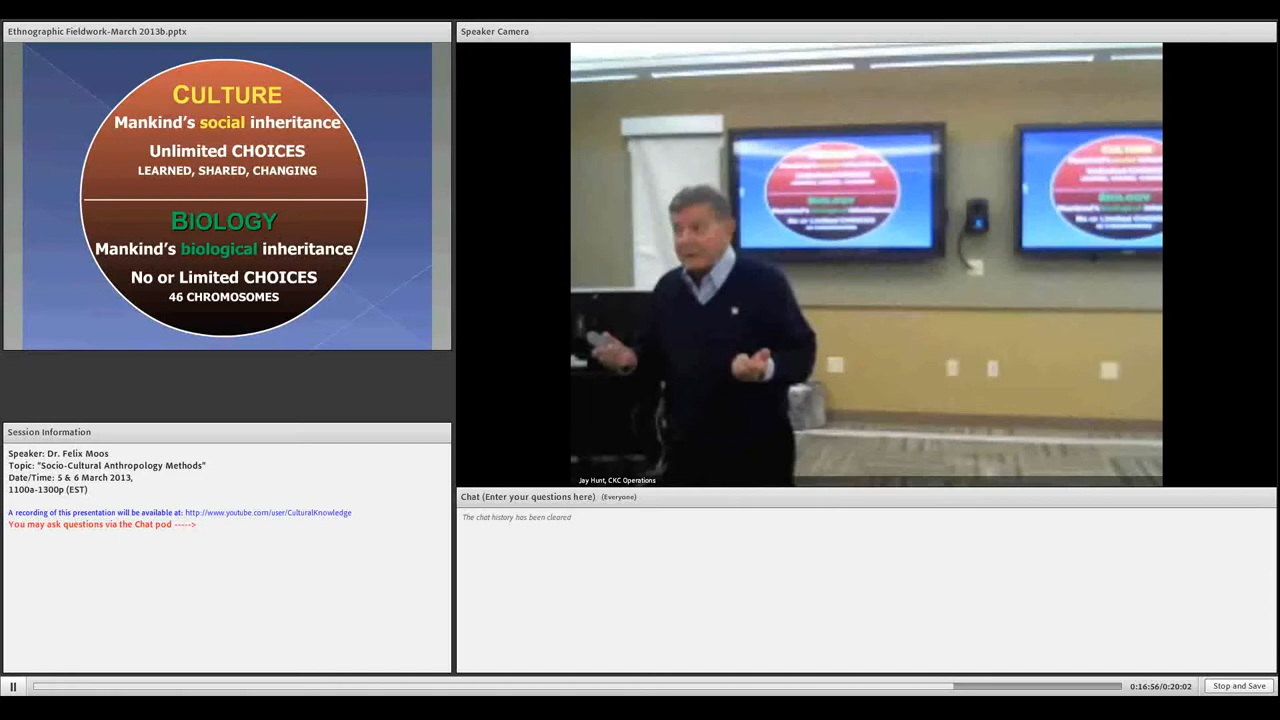 Ethnographic Fieldwork-March 2013b.pptx
CULTURE
Mankind's social inheritance
Unlimited CHOICES
LEARNED, SHARED, CHANGING
BIOLOGY
Mankind's biological inheritance
No or Limited CHOICES
46 CHROMOSOMES
Session Information
Speaker: Dr. Felix Moos
Topic: "Socio-Cultural Anthropology Methods"
Date/Time: 5 & 6 March 2013,
1100a-1300p (EST)
A recording of this presentation will be available at: http://www.youtube.com/user/CulturalKnowledge
You may ask questions via the Chat pod ----->
Speaker Camera
Jay Hunt, CKC Operations
Chat (Enter your questions here) (Everyone)
The chat history has been cleared
0:16:56/0:20:02
Stop and Save